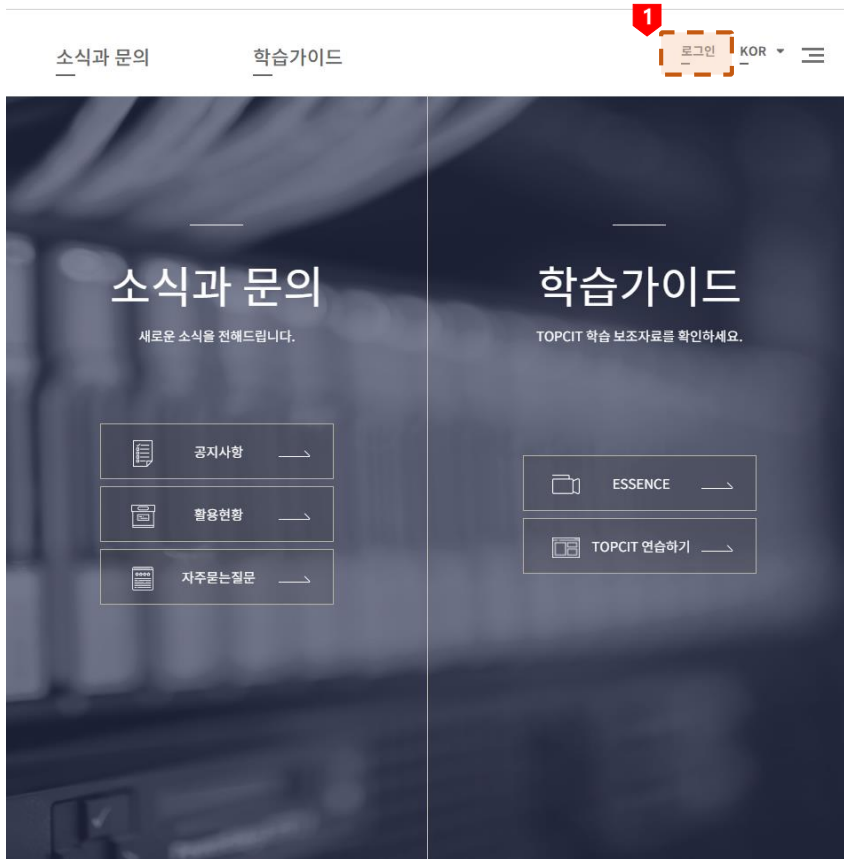 1
소식과 문의
학습가이드
로그인
KOR
소식과 문의
새로운 소식을 전해드립니다.
공지사항
활용현황
자주묻는질문
학습가이드
TOPCIT 학습 보조자료를 확인하세요.
ESSENCE
TOPCIT 연습하기